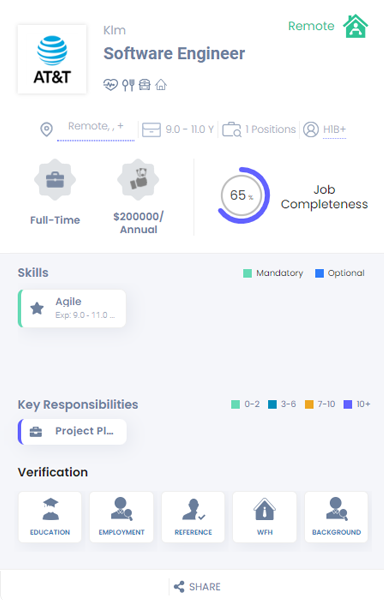 Klm
Remote
Software Engineer
AT&T
Remote, , +
9.0 - 11.0 Y
1 Positions
H1B+
Full-Time
$200000/
Annual
65 %
Job
Completeness
Skills
Mandatory
Optional
Agile
Exp: 9.0 - 11.0 ...
Key Responsibilities
0-2
3-6
7-10
10+
Project Pl...
Verification
EDUCATION
EMPLOYMENT
REFERENCE
WFH
BACKGROUND
SHARE